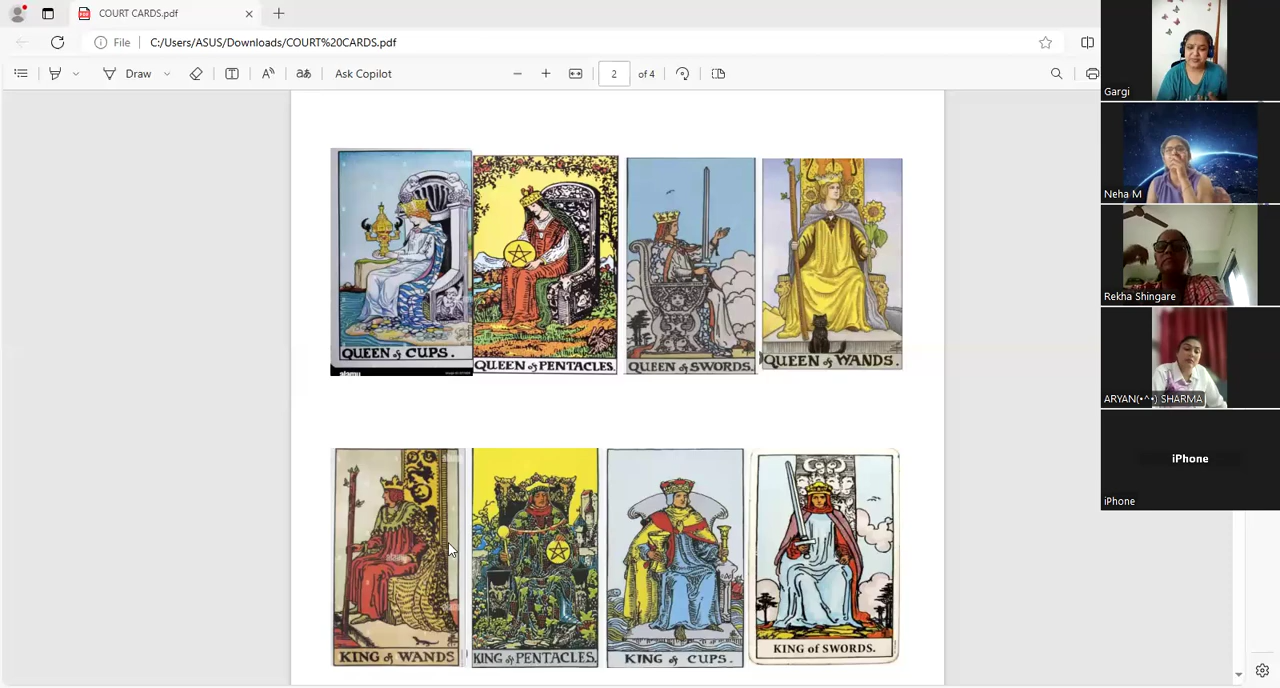 COURT CARDS.pdf
File C:/Users/ASUS/Downloads/COURT%20CARDS.pdf
Draw
Ask Copilot
2 of 4
QUEEN of CUPS.
QUEEN of PENTACLES.
QUEEN of SWORDS.
QUEEN of WANDS.
KING of WANDS
KING of PENTACLES.
KING of CUPS.
KING of SWORDS.
Gargi
Neha M
Rekha Shingare
ARYAN(•^•) SHARMA
iPhone
iPhone